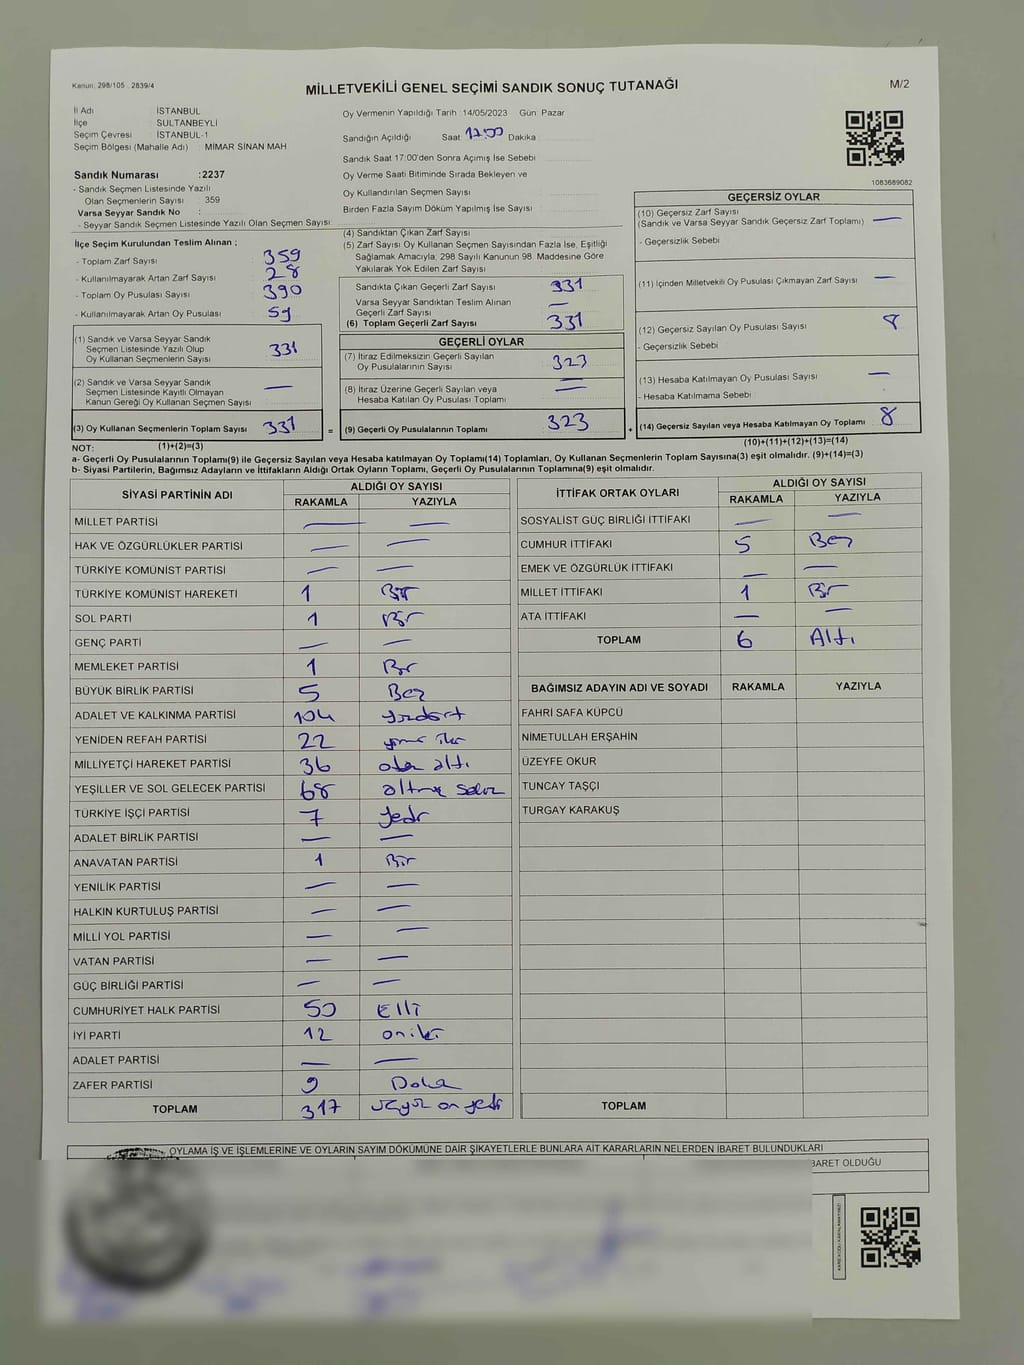 Kanun: 298/105 . 2839/4
MİLLETVEKİLİ GENEL SEÇİMİ SANDIK SONUÇ TUTANAĞI
M/2
İl Adı İSTANBUL
İlçe SULTANBEYLİ
Seçim Çevresi : İSTANBUL-1
Seçim Bölgesi (Mahalle Adı) : MİMAR SİNAN MAH
Sandık Numarası :2237
- Sandık Seçmen Listesinde Yazılı
Olan Seçmenlerin Sayısı : 359
Varsa Seyyar Sandık No :
- Seyyar Sandık Seçmen Listesinde Yazılı Olan Seçmen Sayısı:
Oy Vermenin Yapıldığı Tarih :14/05/2023 Gün: Pazar
Sandığın Açıldığı Saat: 17:00 Dakika
Sandık Saat 17:00'den Sonra Açımış İse Sebebi
Oy Verme Saati Bitiminde Sırada Bekleyen ve
Oy Kullandırılan Seçmen Sayısı
Birden Fazla Sayım Döküm Yapılmış İse Sayısı
1083689082
İlçe Seçim Kurulundan Teslim Alınan ;
- Toplam Zarf Sayısı : 359
- Kullanılmayarak Artan Zarf Sayısı : 28
- Toplam Oy Pusulası Sayısı : 390
- Kullanılmayarak Artan Oy Pusulası : 59
(1) Sandık ve Varsa Seyyar Sandık
Seçmen Listesinde Yazılı Olup
Oy Kullanan Seçmenlerin Sayısı : 331
(2) Sandık ve Varsa Seyyar Sandık
Seçmen Listesinde Kayıtlı Olmayan
Kanun Gereği Oy Kullanan Seçmen Sayısı : —
(3) Oy Kullanan Seçmenlerin Toplam Sayısı : 331 =
(4) Sandıktan Çıkan Zarf Sayısı
(5) Zarf Sayısı Oy Kullanan Seçmen Sayısından Fazla İse, Eşitliği
Sağlamak Amacıyla, 298 Sayılı Kanunun 98. Maddesine Göre
Yakılarak Yok Edilen Zarf Sayısı
Sandıkta Çıkan Geçerli Zarf Sayısı : 331
Varsa Seyyar Sandıktan Teslim Alınan
Geçerli Zarf Sayısı : —
(6) Toplam Geçerli Zarf Sayısı : 331
GEÇERLİ OYLAR
(7) İtiraz Edilmeksizin Geçerli Sayılan
Oy Pusulalarının Sayısı : 323
(8) İtiraz Üzerine Geçerli Sayılan veya
Hesaba Katılan Oy Pusulası Toplamı : —
(9) Geçerli Oy Pusulalarının Toplamı : 323 +
GEÇERSİZ OYLAR
(10) Geçersiz Zarf Sayısı
(Sandık ve Varsa Seyyar Sandık Geçersiz Zarf Toplamı) : —
- Geçersizlik Sebebi
(11) İçinden Milletvekili Oy Pusulası Çıkmayan Zarf Sayısı : —
(12) Geçersiz Sayılan Oy Pusulası Sayısı : 8
- Geçersizlik Sebebi
(13) Hesaba Katılmayan Oy Pusulası Sayısı : —
- Hesaba Katılmama Sebebi
(14) Geçersiz Sayılan veya Hesaba Katılmayan Oy Toplamı : 8
NOT: (1)+(2)=(3)
(10)+(11)+(12)+(13)=(14)
a- Geçerli Oy Pusulalarının Toplamı(9) ile Geçersiz Sayılan veya Hesaba katılmayan Oy Toplamı(14) Toplamları, Oy Kullanan Seçmenlerin Toplam Sayısına(3) eşit olmalıdır. (9)+(14)=(3)
b- Siyasi Partilerin, Bağımsız Adayların ve İttifakların Aldığı Ortak Oyların Toplamı, Geçerli Oy Pusulalarının Toplamına(9) eşit olmalıdır.
SİYASİ PARTİNİN ADI ALDIĞI OY SAYISI
RAKAMLA YAZIYLA
MİLLET PARTİSİ — —
HAK VE ÖZGÜRLÜKLER PARTİSİ — —
TÜRKİYE KOMÜNİST PARTİSİ — —
TÜRKİYE KOMÜNİST HAREKETİ 1 Bir
SOL PARTİ 1 Bir
GENÇ PARTİ — —
MEMLEKET PARTİSİ 1 Bir
BÜYÜK BİRLİK PARTİSİ 5 Beş
ADALET VE KALKINMA PARTİSİ 104 yüzdört
YENİDEN REFAH PARTİSİ 22 yirmi iki
MİLLİYETÇİ HAREKET PARTİSİ 36 otuz altı
YEŞİLLER VE SOL GELECEK PARTİSİ 68 altmış sekiz
TÜRKİYE İŞÇİ PARTİSİ 7 yedi
ADALET BİRLİK PARTİSİ — —
ANAVATAN PARTİSİ 1 Bir
YENİLİK PARTİSİ — —
HALKIN KURTULUŞ PARTİSİ — —
MİLLİ YOL PARTİSİ — —
VATAN PARTİSİ — —
GÜÇ BİRLİĞİ PARTİSİ — —
CUMHURİYET HALK PARTİSİ 50 Elli
İYİ PARTİ 12 oniki
ADALET PARTİSİ — —
ZAFER PARTİSİ 9 Dokuz
TOPLAM 317 üçyüz on yedi
İTTİFAK ORTAK OYLARI ALDIĞI OY SAYISI
RAKAMLA YAZIYLA
SOSYALİST GÜÇ BİRLİĞİ İTTİFAKI — —
CUMHUR İTTİFAKI 5 Beş
EMEK VE ÖZGÜRLÜK İTTİFAKI — —
MİLLET İTTİFAKI 1 Bir
ATA İTTİFAKI — —
TOPLAM 6 Altı
BAĞIMSIZ ADAYIN ADI VE SOYADI RAKAMLA YAZIYLA
FAHRİ SAFA KÜPCÜ
NİMETULLAH ERŞAHİN
ÜZEYFE OKUR
TUNCAY TAŞÇI
TURGAY KARAKUŞ
TOPLAM
OYLAMA İŞ VE İŞLEMLERİNE VE OYLARIN SAYIM DÖKÜMÜNE DAİR ŞİKAYETLERLE BUNLARA AİT KARARLARIN NELERDEN İBARET BULUNDUKLARI
BARET OLDUĞU